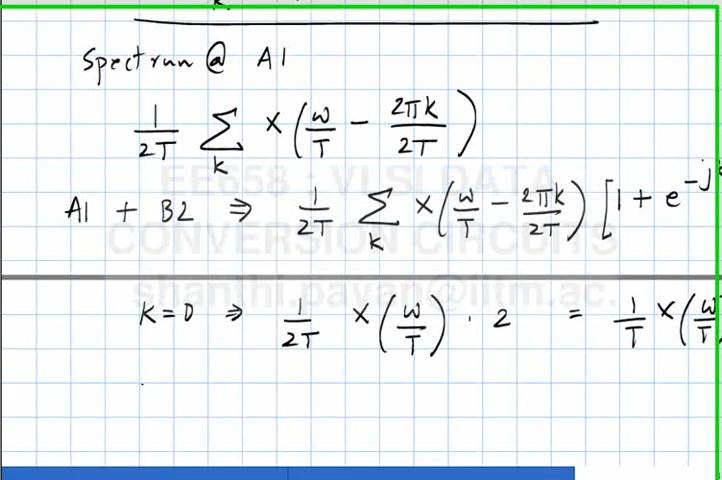 Spectrum @ A1
1/2T Σ_k X(ω/T − 2πk/2T)
EE658 : VLSI DATA
A1 + B2 ⇒ 1/2T Σ_k X(ω/T − 2πk/2T) [1 + e^{-j
CONVERSION CIRCUITS
shanthi.pavan@iitm.ac.
K=0 ⇒ 1/2T X(ω/T) . 2 = 1/T X(ω/T